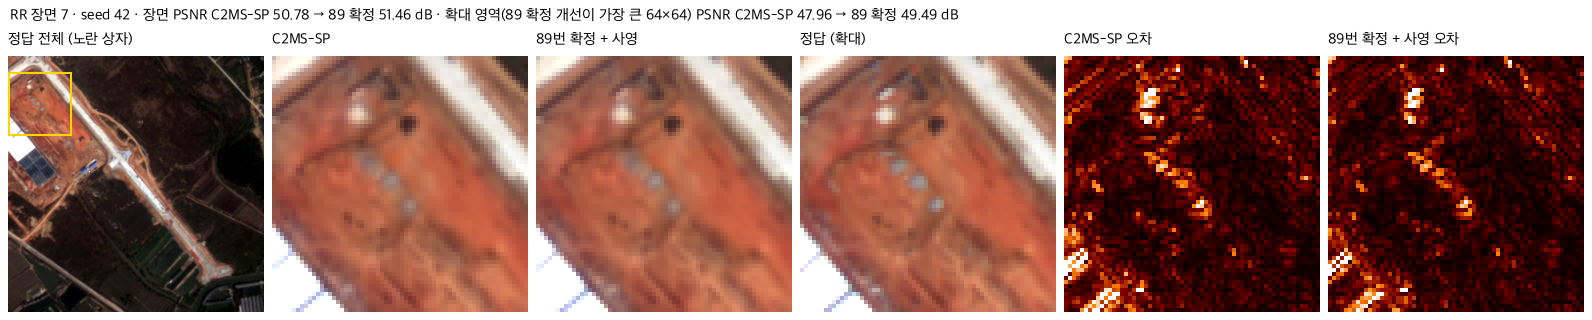 RR 장면 7 · seed 42 · 장면 PSNR C2MS-SP 50.78 → 89 확정 51.46 dB · 확대 영역(89 확정 개선이 가장 큰 64×64) PSNR C2MS-SP 47.96 → 89 확정 49.49 dB
정답 전체 (노란 상자)
C2MS-SP
89번 확정 + 사영
정답 (확대)
C2MS-SP 오차
89번 확정 + 사영 오차